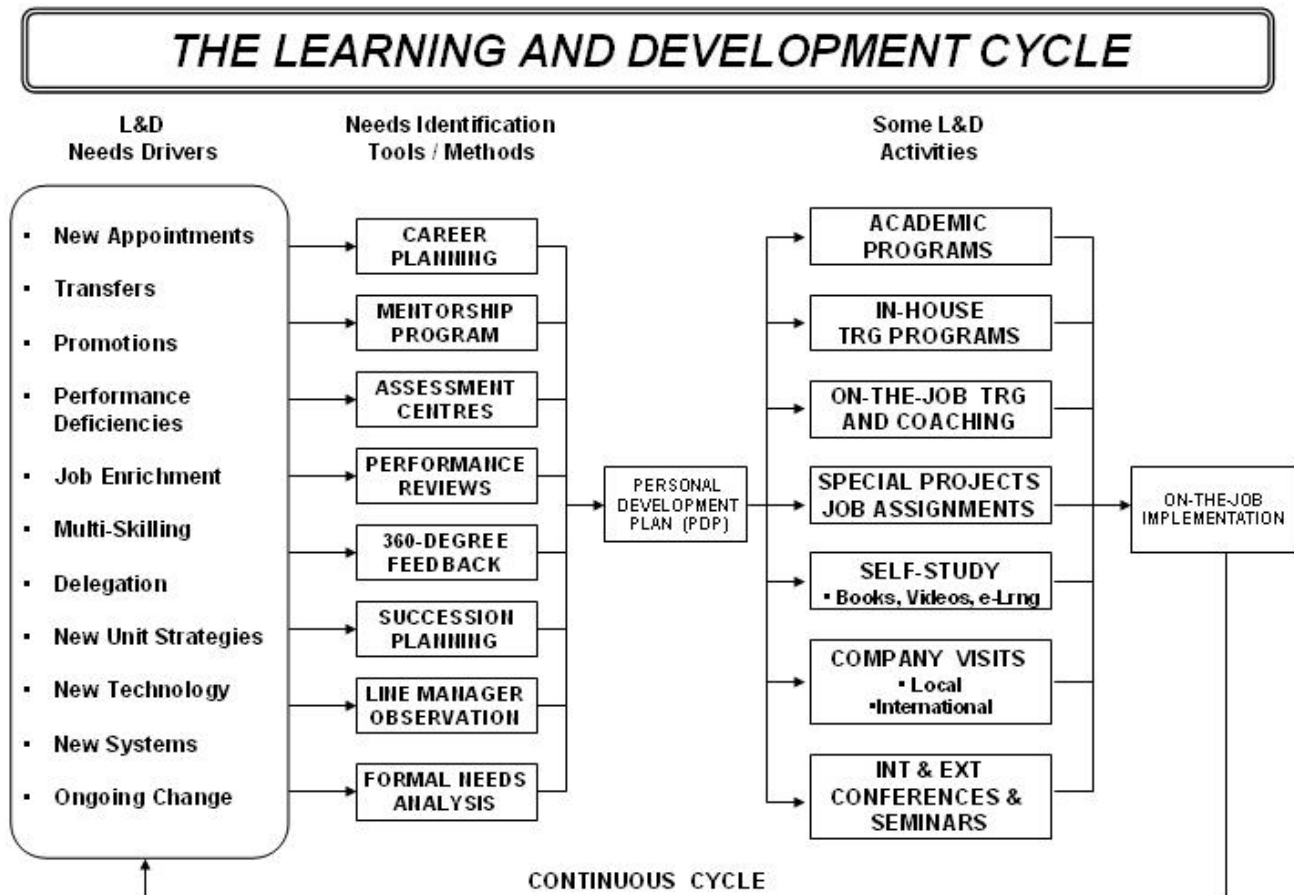 THE LEARNING AND DEVELOPMENT CYCLE
L&D
Needs Drivers
▪ New Appointments
▪ Transfers
▪ Promotions
▪ Performance
Deficiencies
▪ Job Enrichment
▪ Multi-Skilling
▪ Delegation
▪ New Unit Strategies
▪ New Technology
▪ New Systems
▪ Ongoing Change
Needs Identification
Tools / Methods
CAREER
PLANNING
MENTORSHIP
PROGRAM
ASSESSMENT
CENTRES
PERFORMANCE
REVIEWS
360-DEGREE
FEEDBACK
SUCCESSION
PLANNING
LINE MANAGER
OBSERVATION
FORMAL NEEDS
ANALYSIS
PERSONAL
DEVELOPMENT
PLAN (PDP)
Some L&D
Activities
ACADEMIC
PROGRAMS
IN-HOUSE
TRG PROGRAMS
ON-THE-JOB TRG
AND COACHING
SPECIAL PROJECTS
JOB ASSIGNMENTS
SELF-STUDY
▪ Books, Videos, e-Lrng
COMPANY VISITS
▪ Local
▪International
INT & EXT
CONFERENCES &
SEMINARS
ON-THE-JOB
IMPLEMENTATION
CONTINUOUS CYCLE